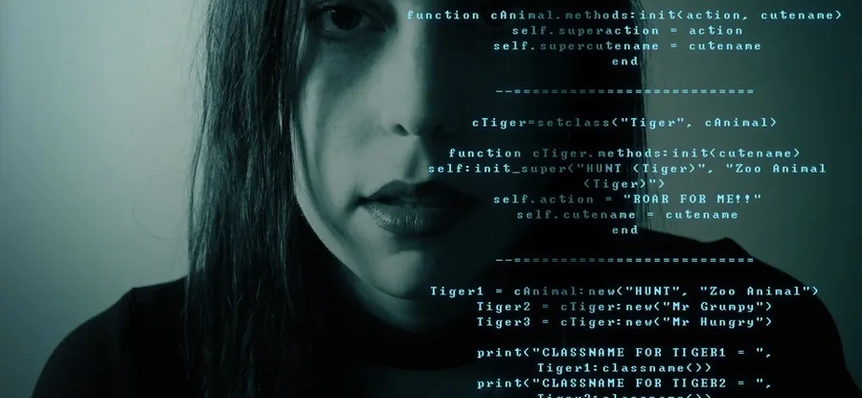 function cAnimal.methods:init(action, cutename)
self.superaction = action
self.supercutename = cutename
end
--==========================
cTiger=setclass("Tiger", cAnimal)
function cTiger.methods:init(cutename)
self:init_super("HUNT (Tiger)", "Zoo Animal
(Tiger)")
self.action = "ROAR FOR ME!!"
self.cutename = cutename
end
--==========================
Tiger1 = cAnimal:new("HUNT", "Zoo Animal")
Tiger2 = cTiger:new("Mr Grumpy")
Tiger3 = cTiger:new("Mr Hungry")
print("CLASSNAME FOR TIGER1 = ",
Tiger1:classname())
print("CLASSNAME FOR TIGER2 = ",
Tiger2:classname())